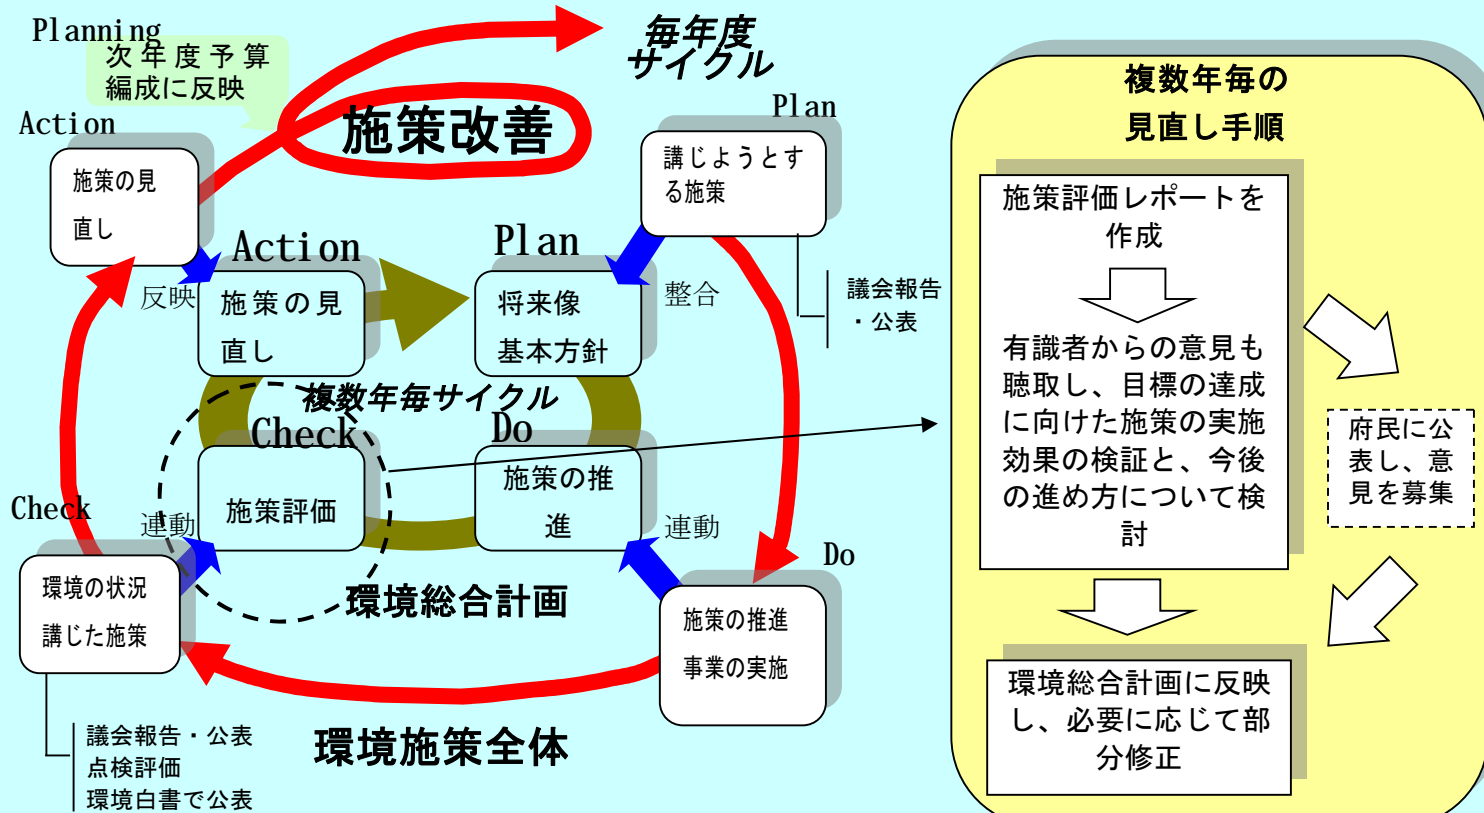 Planning
次年度予算
編成に反映
毎年度
サイクル
施策改善
Action
施策の見
直し
Plan
講じようとす
る施策
議会報告
・公表
反映
整合
Action
施策の見
直し
Plan
将来像
基本方針
複数年毎サイクル
Check
施策評価
Do
施策の推
進
連動
連動
環境総合計画
Check
環境の状況
講じた施策
Do
施策の推進
事業の実施
環境施策全体
議会報告・公表
点検評価
環境白書で公表
複数年毎の
見直し手順
施策評価レポートを
作成
有識者からの意見も
聴取し、目標の達成
に向けた施策の実施
効果の検証と、今後
の進め方について検
討
府民に公
表し、意
見を募集
環境総合計画に反映
し、必要に応じて部
分修正